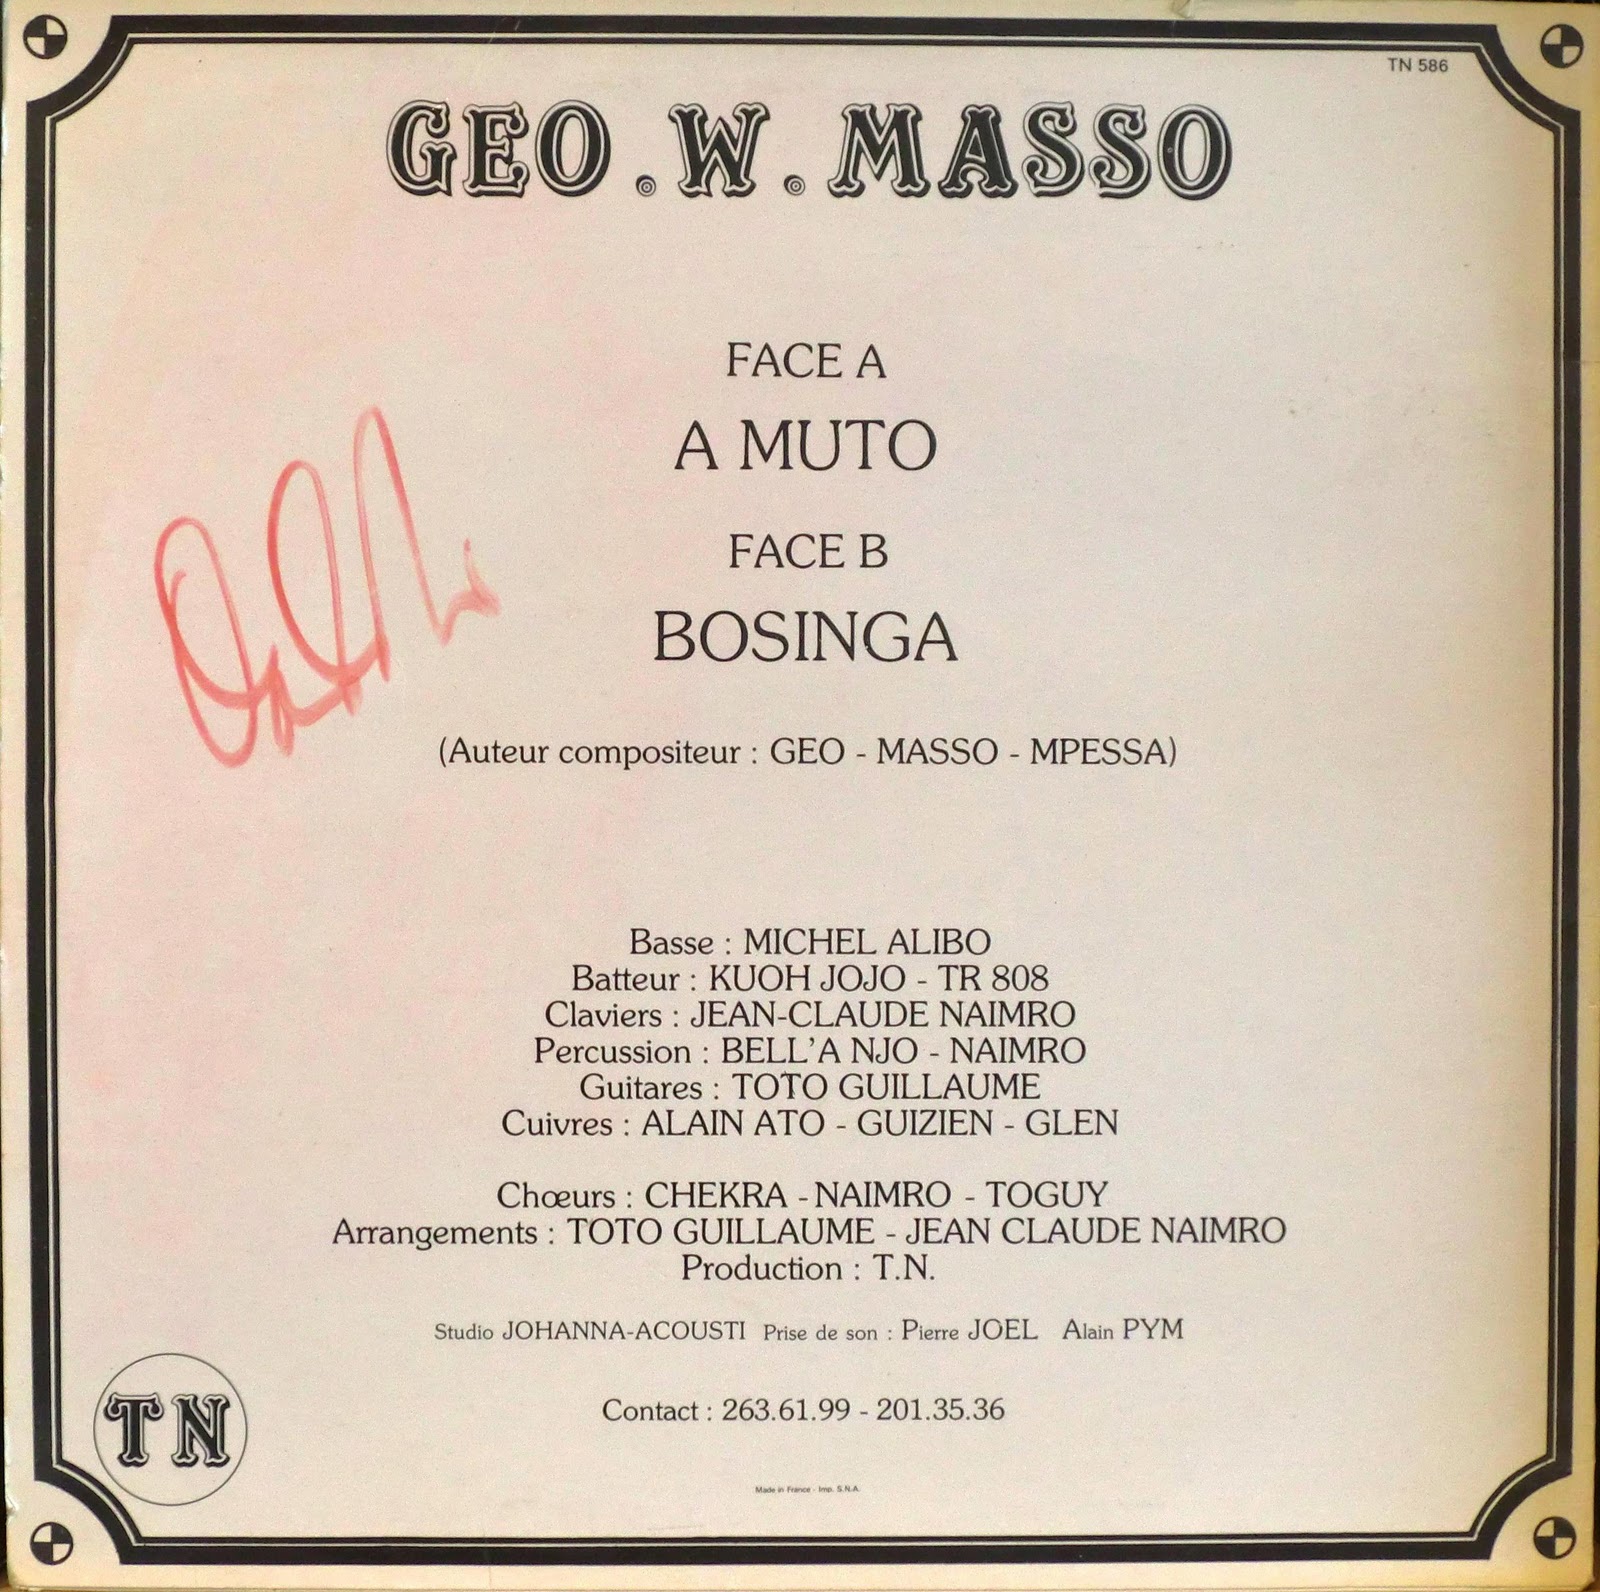 TN 586
GEO.W.MASSO
FACE A
A MUTO
FACE B
BOSINGA
(Auteur compositeur : GEO - MASSO - MPESSA)
Basse : MICHEL ALIBO
Batteur : KUOH JOJO - TR 808
Claviers : JEAN-CLAUDE NAIMRO
Percussion : BELL'A NJO - NAIMRO
Guitares : TOTO GUILLAUME
Cuivres : ALAIN ATO - GUIZIEN - GLEN
Chœurs : CHEKRA - NAIMRO - TOGUY
Arrangements : TOTO GUILLAUME - JEAN CLAUDE NAIMRO
Production : T.N.
Studio JOHANNA-ACOUSTI Prise de son : Pierre JOEL Alain PYM
TN
Contact : 263.61.99 - 201.35.36
Made in France - Imp. S.N.A.